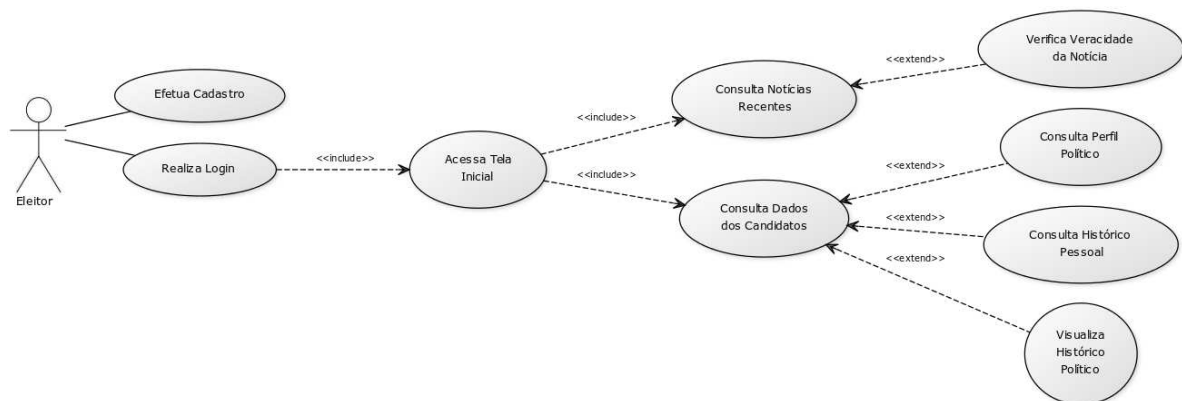 Eleitor
Efetua Cadastro
Realiza Login
<<include>>
Acessa Tela
Inicial
<<include>>
<<include>>
Consulta Notícias
Recentes
Consulta Dados
dos Candidatos
<<extend>>
<<extend>>
<<extend>>
<<extend>>
Verifica Veracidade
da Notícia
Consulta Perfil
Político
Consulta Histórico
Pessoal
Visualiza
Histórico
Político